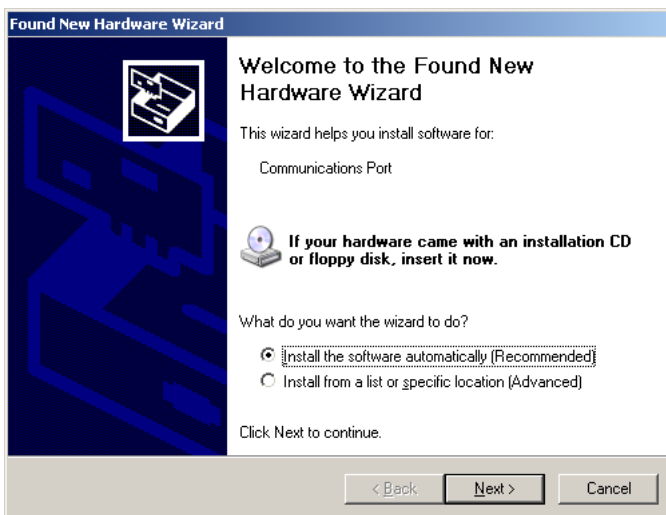 Found New Hardware Wizard
Welcome to the Found New
Hardware Wizard
This wizard helps you install software for:
Communications Port
If your hardware came with an installation CD
or floppy disk, insert it now.
What do you want the wizard to do?
Install the software automatically (Recommended)
Install from a list or specific location (Advanced)
Click Next to continue.
< Back
Next >
Cancel